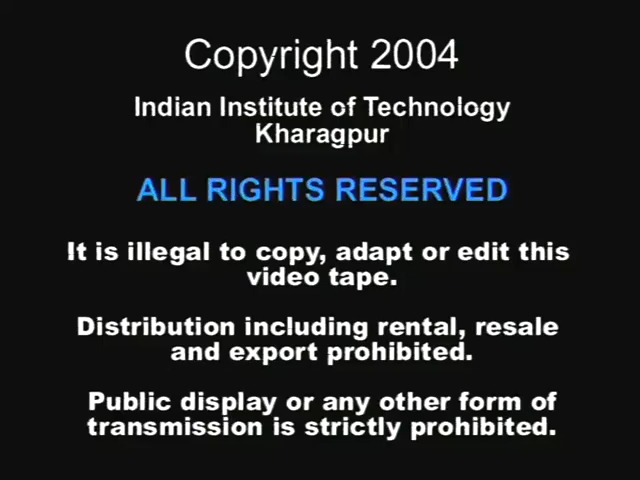 Copyright 2004
Indian Institute of Technology
Kharagpur
ALL RIGHTS RESERVED
It is illegal to copy, adapt or edit this
video tape.
Distribution including rental, resale
and export prohibited.
Public display or any other form of
transmission is strictly prohibited.